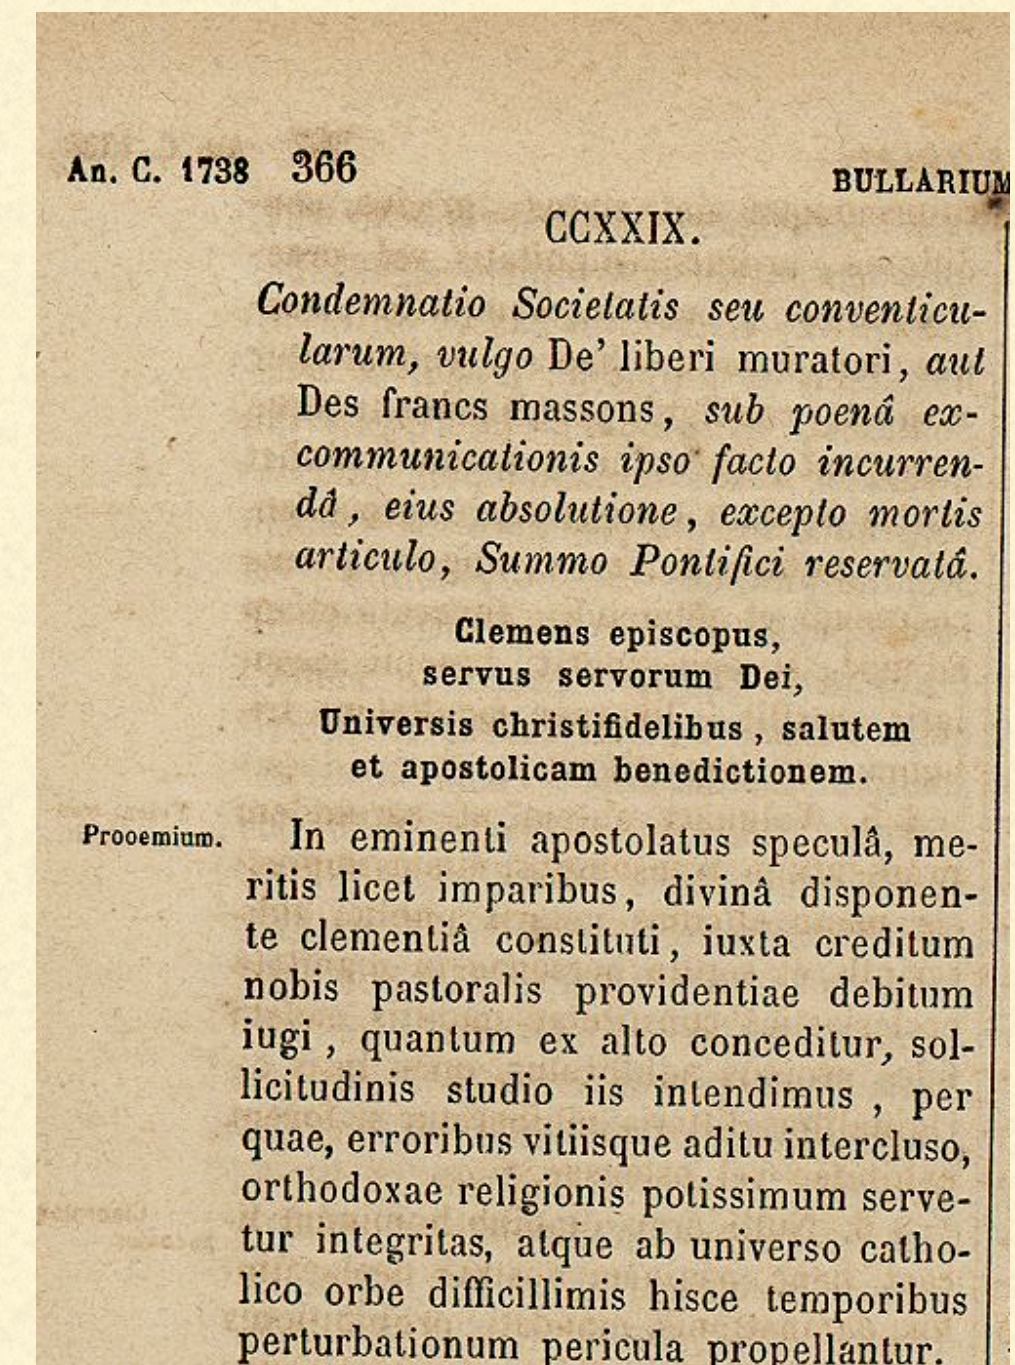 An. C. 1738 366
BULLARIUM
CCXXIX.
Condemnatio Societatis seu conventicu-
larum, vulgo De' liberi muratori, aut
Des francs massons, sub poenâ ex-
communicationis ipso facto incurren-
dâ, eius absolutione, excepto mortis
articulo, Summo Pontifici reservatâ.
Clemens episcopus,
servus servorum Dei,
Universis christifidelibus, salutem
et apostolicam benedictionem.
Prooemium.
In eminenti apostolatus speculâ, me-
ritis licet imparibus, divinâ disponen-
te clementiâ constituti, iuxta creditum
nobis pastoralis providentiae debitum
iugi, quantum ex alto conceditur, sol-
licitudinis studio iis intendimus, per
quae, erroribus vitiisque aditu intercluso,
orthodoxae religionis potissimum serve-
tur integritas, atque ab universo catho-
lico orbe difficillimis hisce temporibus
perturbationum pericula propellantur.